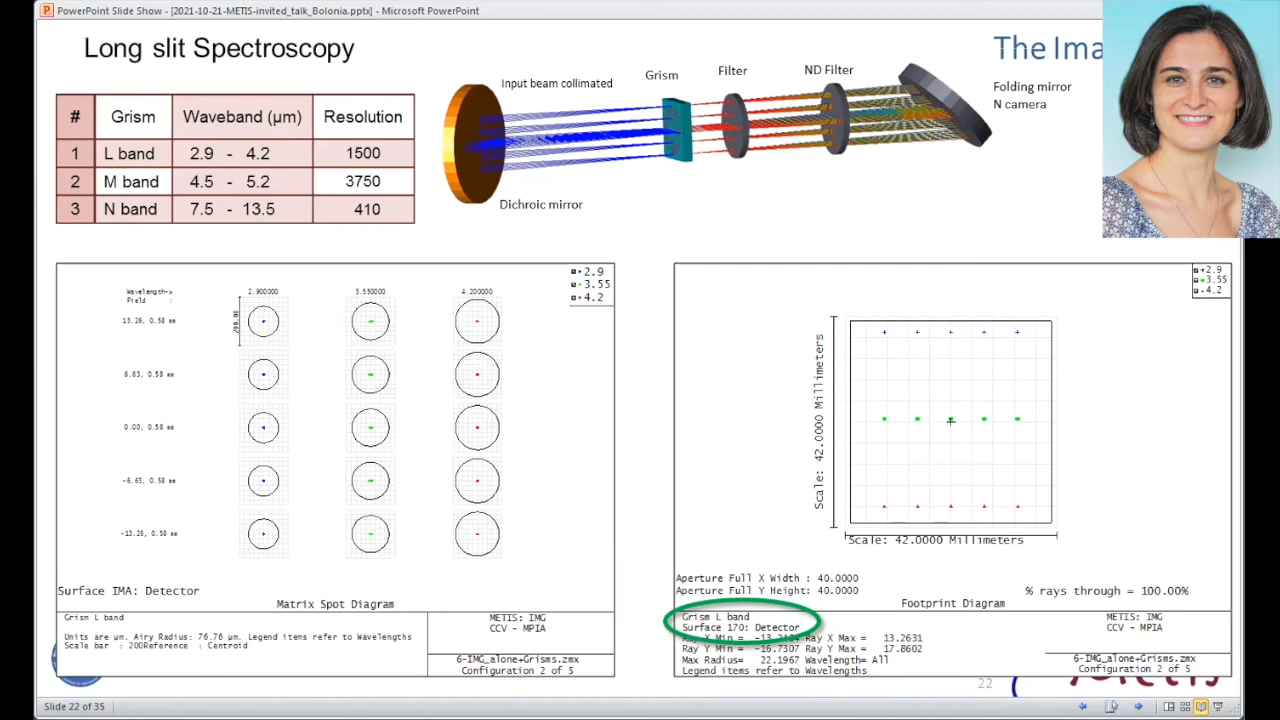 PowerPoint Slide Show - [2021-10-21-METIS-invited_talk_Bolonia.pptx] - Microsoft PowerPoint
Long slit Spectroscopy
The Ima
# Grism Waveband (µm) Resolution
1 L band 2.9 - 4.2 1500
2 M band 4.5 - 5.2 3750
3 N band 7.5 - 13.5 410
Input beam collimated
Grism
Filter
ND Filter
Folding mirror
N camera
Dichroic mirror
2.9
3.55
4.2
Wavelength-> 2.900000 3.550000 4.200000
Field :
13.26, 0.58 mm
200.00
6.63, 0.58 mm
0.00, 0.58 mm
-6.63, 0.58 mm
-13.26, 0.58 mm
Surface IMA: Detector
Matrix Spot Diagram
Grism L band
Units are µm. Airy Radius: 76.76 µm. Legend items refer to Wavelengths
Scale bar : 200Reference : Centroid
METIS: IMG
CCV - MPIA
6-IMG_alone+Grisms.zmx
Configuration 2 of 5
2.9
3.55
4.2
Scale: 42.0000 Millimeters
Scale: 42.0000 Millimeters
Aperture Full X Width : 40.0000
Aperture Full Y Height: 40.0000
% rays through = 100.00%
Footprint Diagram
Grism L band
Surface 170: Detector
Ray X Min = Ray X Max = 13.2631
Ray Y Min = -16.7307 Ray Y Max = 17.8602
Max Radius= 22.1967 Wavelength= All
Legend items refer to Wavelengths
METIS: IMG
CCV - MPIA
6-IMG_alone+Grisms.zmx
Configuration 2 of 5
22
Slide 22 of 35